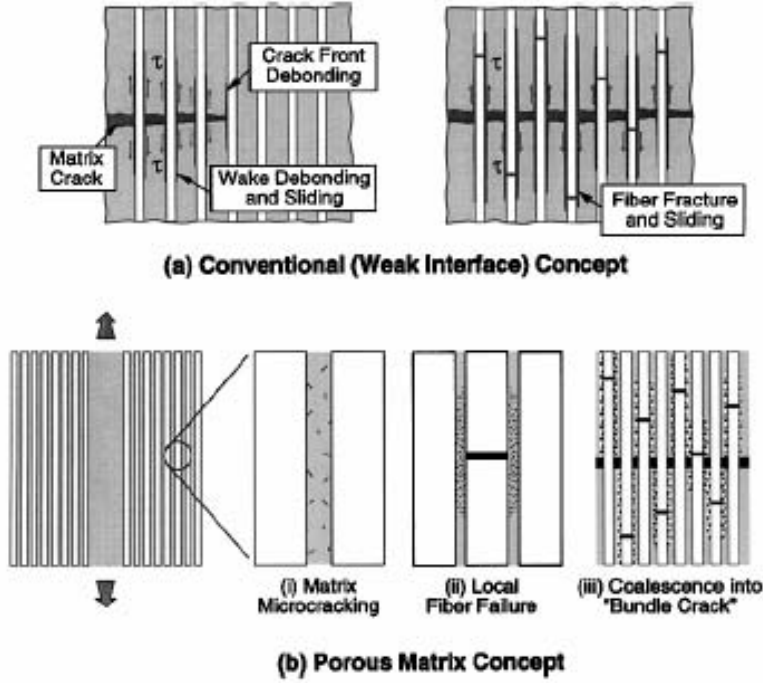 τ
Crack Front
Debonding
τ
Matrix
Crack
τ
Wake Debonding
and Sliding
τ
Fiber Fracture
and Sliding
(a) Conventional (Weak Interface) Concept
(i) Matrix
Microcracking
(ii) Local
Fiber Failure
(iii) Coalescence into
"Bundle Crack"
(b) Porous Matrix Concept